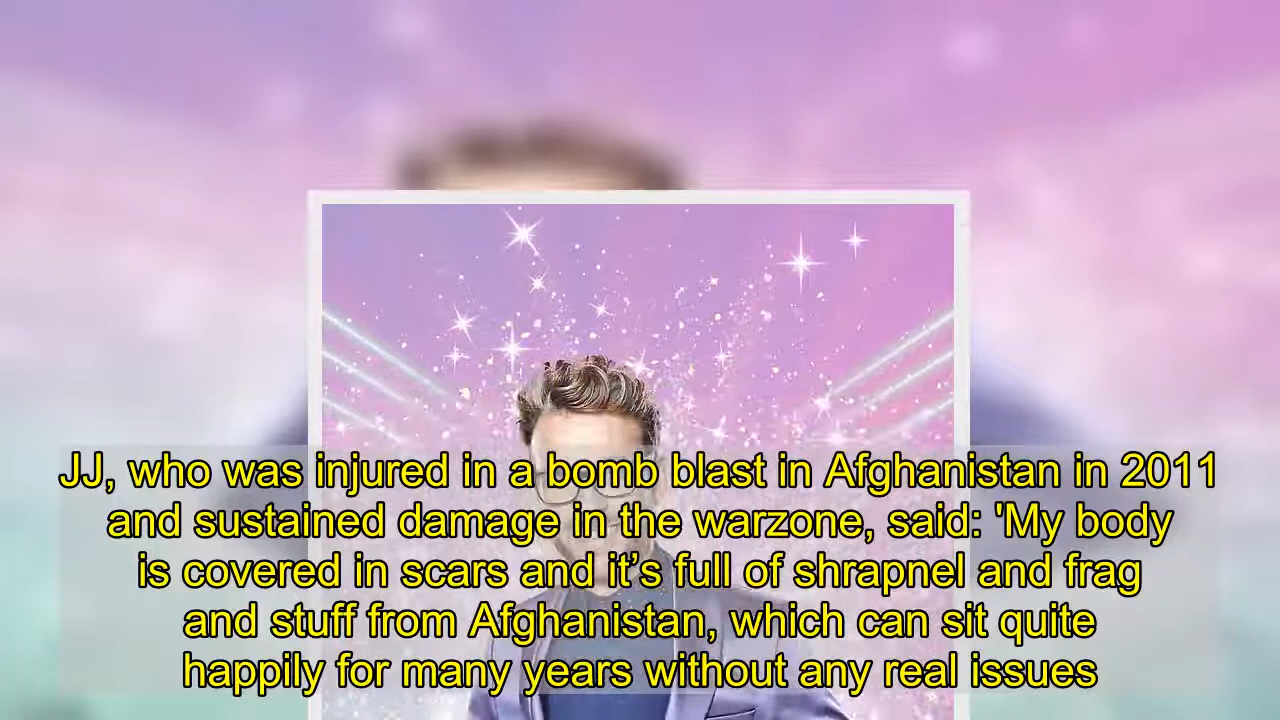 JJ, who was injured in a bomb blast in Afghanistan in 2011
and sustained damage in the warzone, said: 'My body
is covered in scars and it’s full of shrapnel and frag
and stuff from Afghanistan, which can sit quite
happily for many years without any real issues